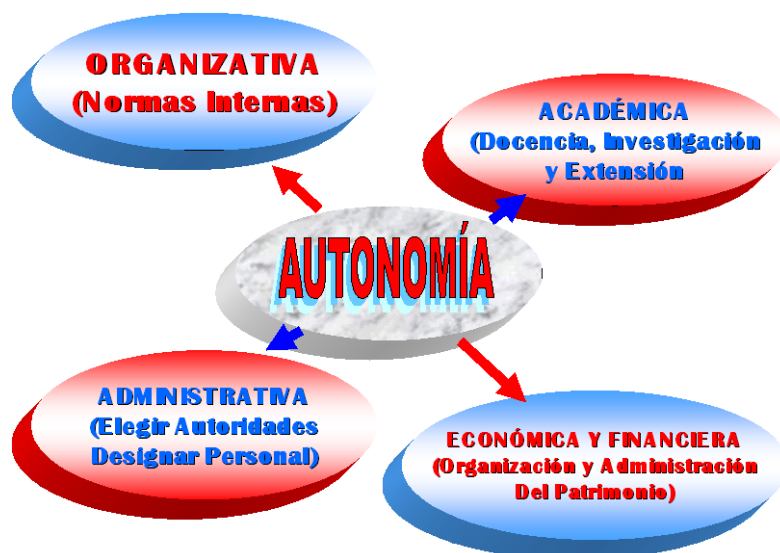 ORGANIZATIVA
(Normas Internas)
ACADÉMICA
(Docencia, Investigación
y Extensión
AUTONOMÍA
ADMINISTRATIVA
(Elegir Autoridades
Designar Personal)
ECONÓMICA Y FINANCIERA
(Organización y Administración
Del Patrimonio)